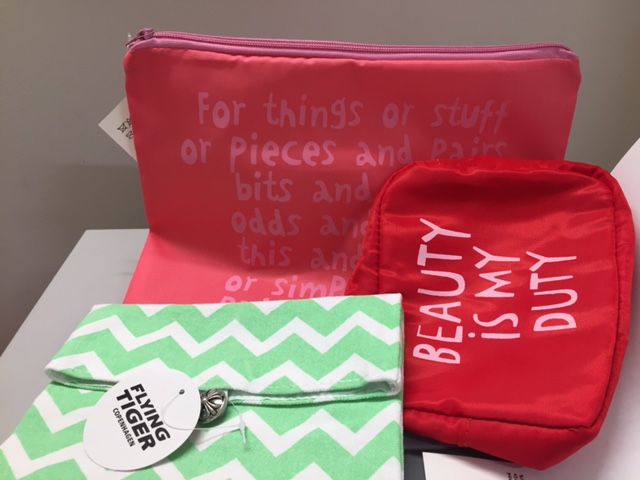 For things or stuff
or pieces and pairs
bits and
odds and
this and
or simp
BEAUTY
iS MY
DUTY
FLYING
TIGER
COPENHAGEN